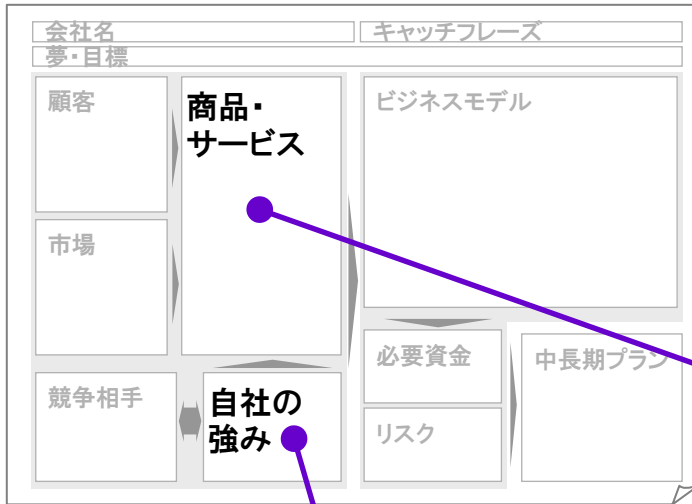 会社名
キャッチフレーズ
夢・目標
顧客
商品・
サービス
ビジネスモデル
市場
必要資金
中長期プラン
競争相手
自社の
強み
リスク